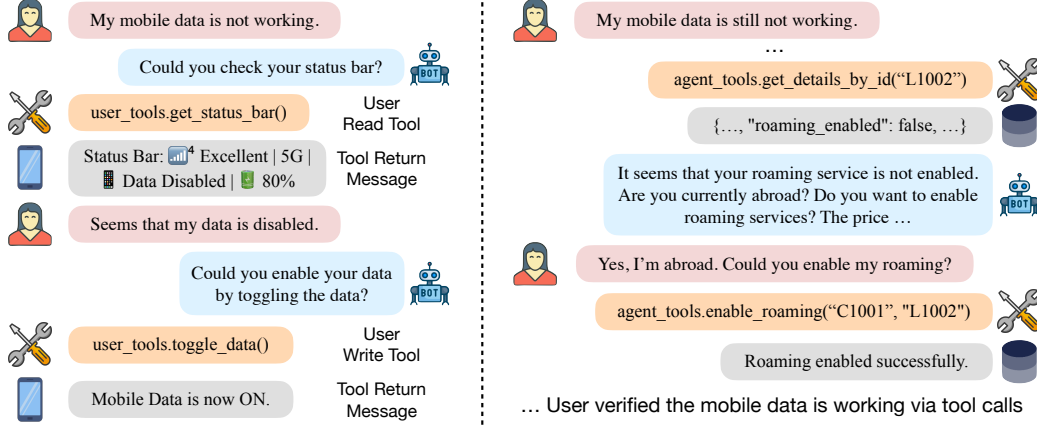 My mobile data is not working.
Could you check your status bar?
BOT
user_tools.get_status_bar()
User
Read Tool
Status Bar: 📶4 Excellent | 5G |
📱 Data Disabled | 🔋 80%
Tool Return
Message
Seems that my data is disabled.
Could you enable your data
by toggling the data?
BOT
user_tools.toggle_data()
User
Write Tool
Mobile Data is now ON.
Tool Return
Message
My mobile data is still not working.
…
agent_tools.get_details_by_id(“L1002”)
{…, "roaming_enabled": false, …}
It seems that your roaming service is not enabled.
Are you currently abroad? Do you want to enable
roaming services? The price …
BOT
Yes, I’m abroad. Could you enable my roaming?
agent_tools.enable_roaming(“C1001”, "L1002")
Roaming enabled successfully.
… User verified the mobile data is working via tool calls